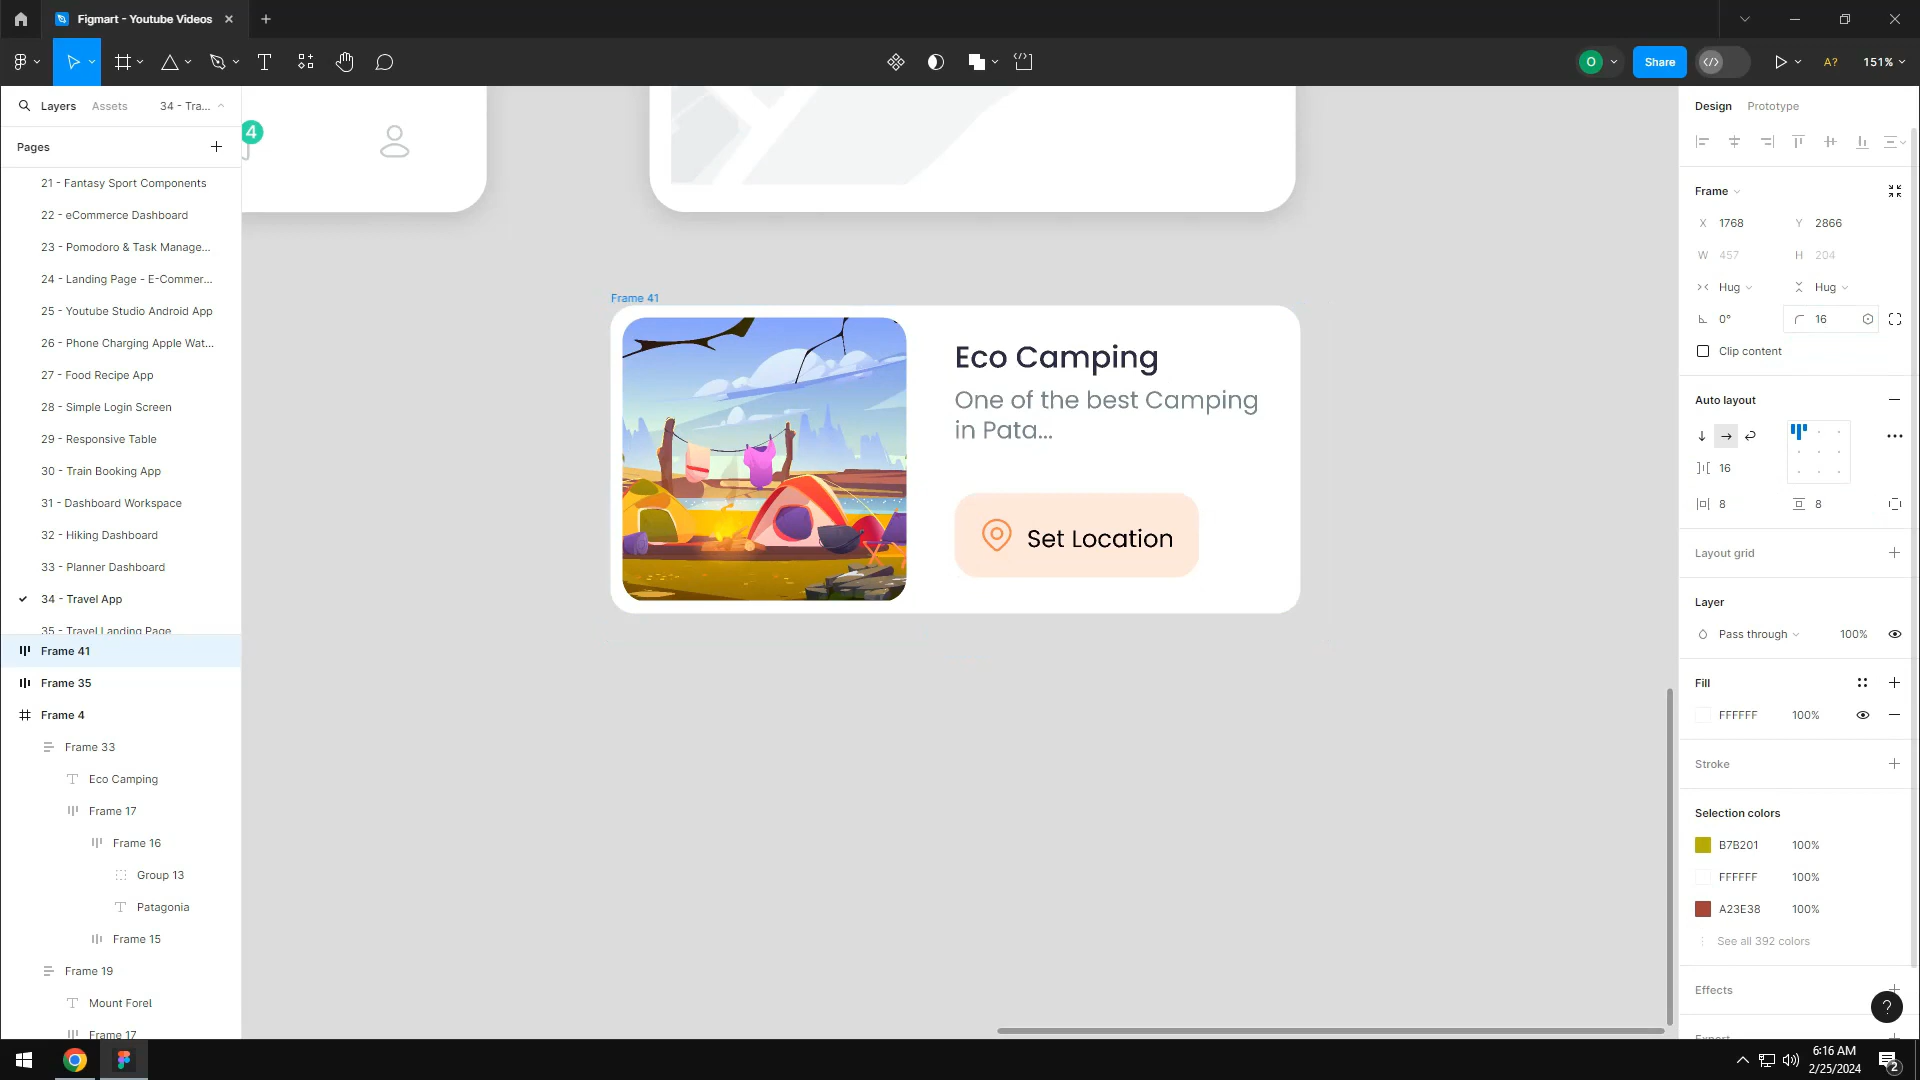 Figmart - Youtube Videos
Share
A?
151%
Layers
Assets
34 - Tra...
Pages
21 - Fantasy Sport Components
22 - eCommerce Dashboard
23 - Pomodoro & Task Manage...
24 - Landing Page - E-Commer...
25 - Youtube Studio Android App
26 - Phone Charging Apple Wat...
27 - Food Recipe App
28 - Simple Login Screen
29 - Responsive Table
30 - Train Booking App
31 - Dashboard Workspace
32 - Hiking Dashboard
33 - Planner Dashboard
34 - Travel App
35 - Travel Landing Page
Frame 41
Frame 35
Frame 4
Frame 33
Eco Camping
Frame 17
Frame 16
Group 13
Patagonia
Frame 15
Frame 19
Mount Forel
Frame 17
4
Frame 41
Eco Camping
One of the best Camping
in Pata...
Set Location
Design
Prototype
Frame
X 1768
Y 2866
W 457
H 204
Hug
Hug
0°
16
Clip content
Auto layout
16
8
8
Layout grid
Layer
Pass through
100%
Fill
FFFFFF 100%
Stroke
Selection colors
B7B201 100%
FFFFFF 100%
A23E38 100%
See all 392 colors
Effects
Export
?
O
6:16 AM
2/25/2024
2